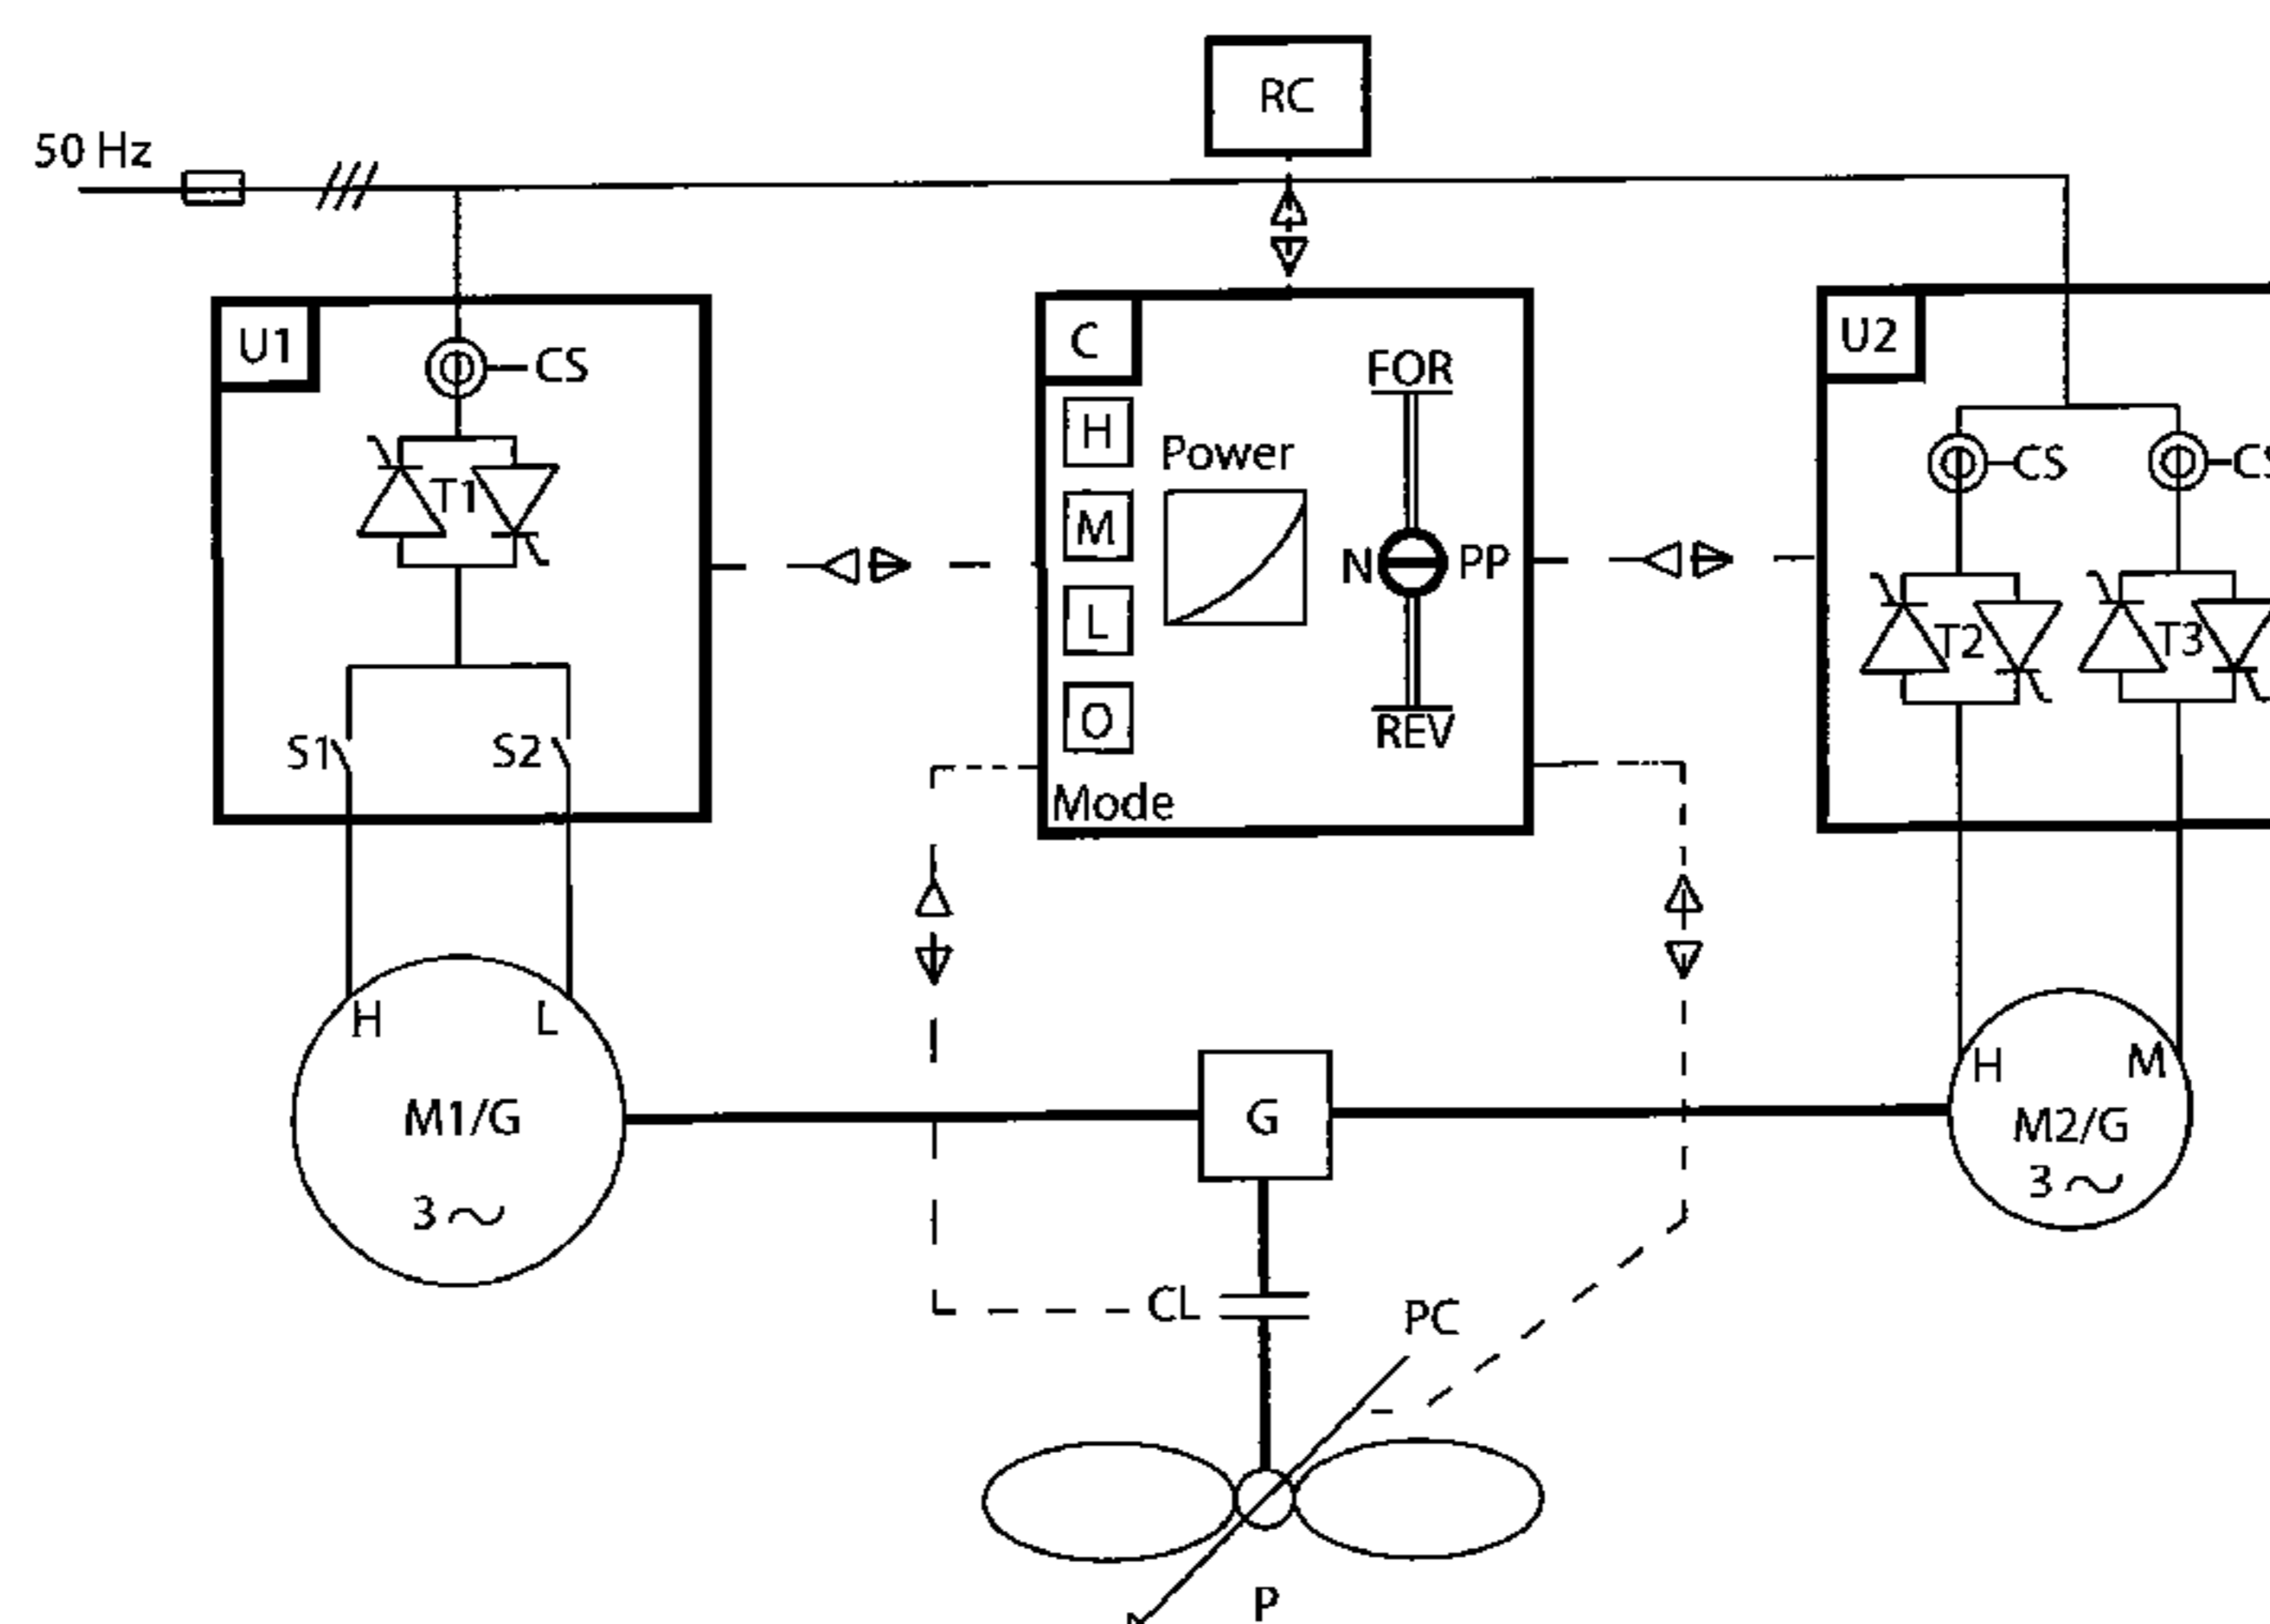 RC
50 Hz
U1
CS
T1
S1
S2
C
H
M
L
O
Mode
Power
FOR
N
PP
REV
U2
CS
CS
T2
T3
H
L
M1/G
3～
G
H
M
M2/G
3～
CL
PC
P